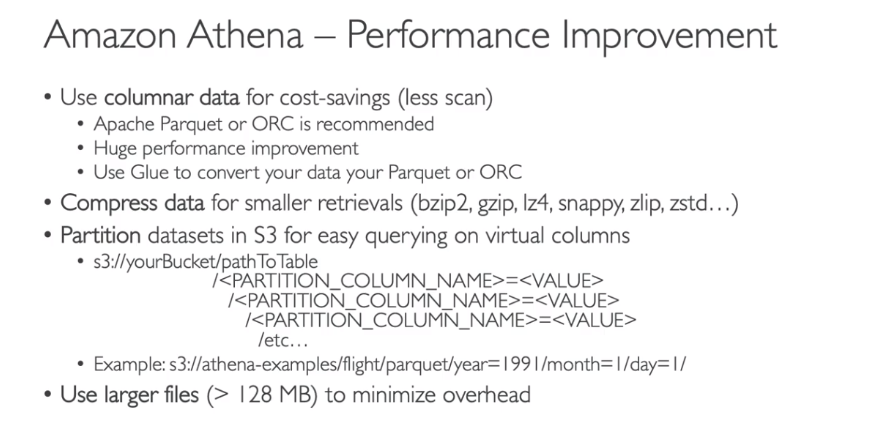 Amazon Athena – Performance Improvement
• Use columnar data for cost-savings (less scan)
• Apache Parquet or ORC is recommended
• Huge performance improvement
• Use Glue to convert your data your Parquet or ORC
• Compress data for smaller retrievals (bzip2, gzip, lz4, snappy, zlip, zstd…)
• Partition datasets in S3 for easy querying on virtual columns
• s3://yourBucket/pathToTable
/<PARTITION_COLUMN_NAME>=<VALUE>
/<PARTITION_COLUMN_NAME>=<VALUE>
/<PARTITION_COLUMN_NAME>=<VALUE>
/etc…
• Example: s3://athena-examples/flight/parquet/year=1991/month=1/day=1/
• Use larger files (> 128 MB) to minimize overhead